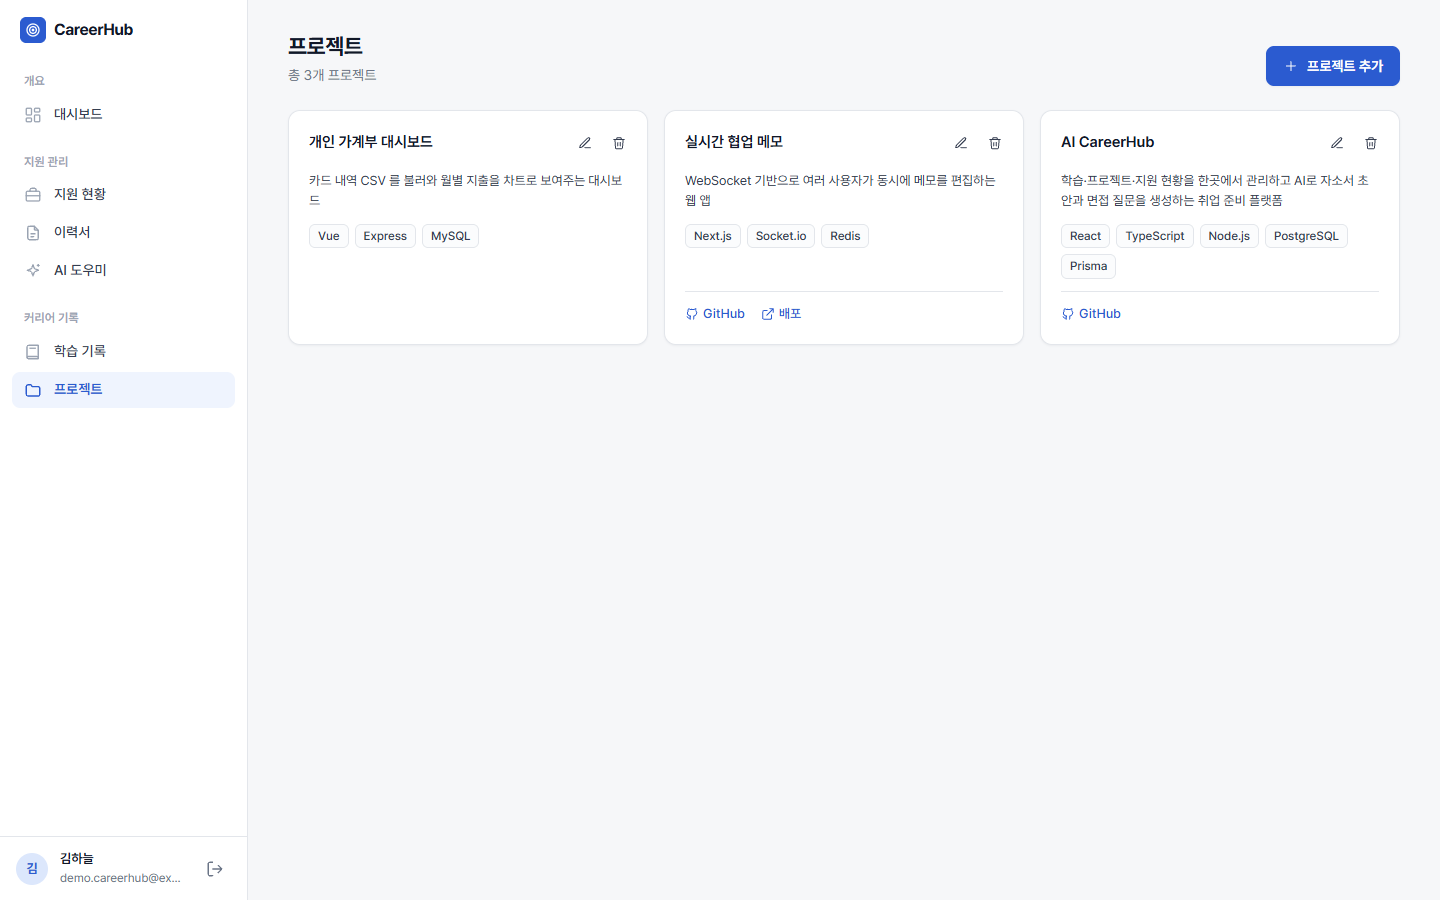 CareerHub
개요
대시보드
지원 관리
지원 현황
이력서
AI 도우미
커리어 기록
학습 기록
프로젝트
김
김하늘
demo.careerhub@ex...
프로젝트
총 3개 프로젝트
프로젝트 추가
개인 가계부 대시보드
카드 내역 CSV 를 불러와 월별 지출을 차트로 보여주는 대시보
드
Vue Express MySQL
실시간 협업 메모
WebSocket 기반으로 여러 사용자가 동시에 메모를 편집하는
웹 앱
Next.js Socket.io Redis
GitHub 배포
AI CareerHub
학습·프로젝트·지원 현황을 한곳에서 관리하고 AI로 자소서 초
안과 면접 질문을 생성하는 취업 준비 플랫폼
React TypeScript Node.js PostgreSQL
Prisma
GitHub